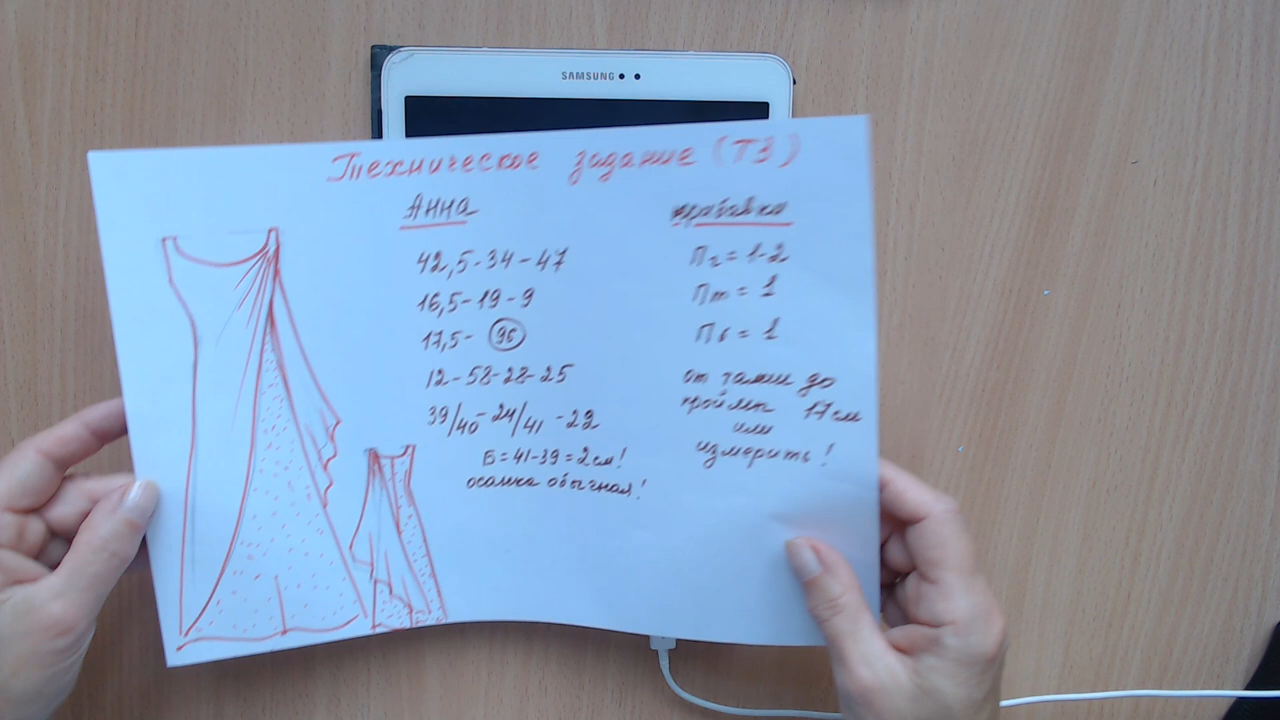 SAMSUNG
Техническое задание (ТЗ)
Анна
42,5-34-47
16,5-19-9
17,5- 96
12-58-28-25
39/40-24/41-22
Б=41-39=2см!
осанка обычная!
прибавки
Пг=1-2
Пт=1
Пб=1
от талии до
проймы 17см
или
измерить!